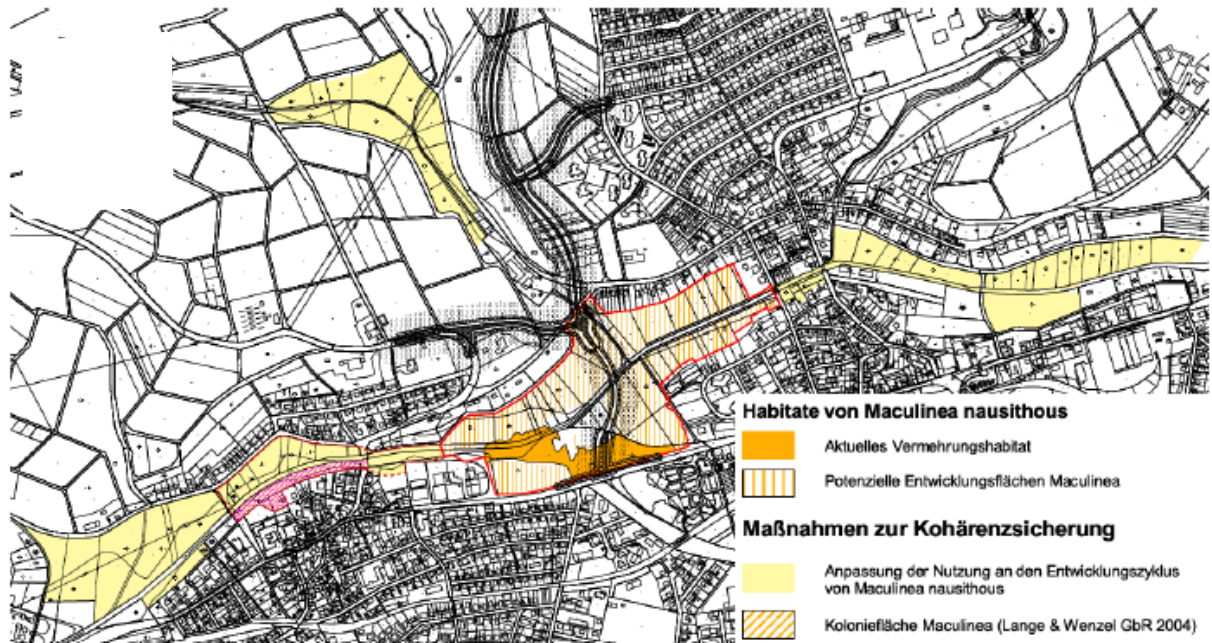 Habitate von Maculinea nausithous
Aktuelles Vermehrungshabitat
Potenzielle Entwicklungsflächen Maculinea
Maßnahmen zur Kohärenzsicherung
Anpassung der Nutzung an den Entwicklungszyklus
von Maculinea nausithous
Koloniefläche Maculinea (Lange & Wenzel GbR 2004)